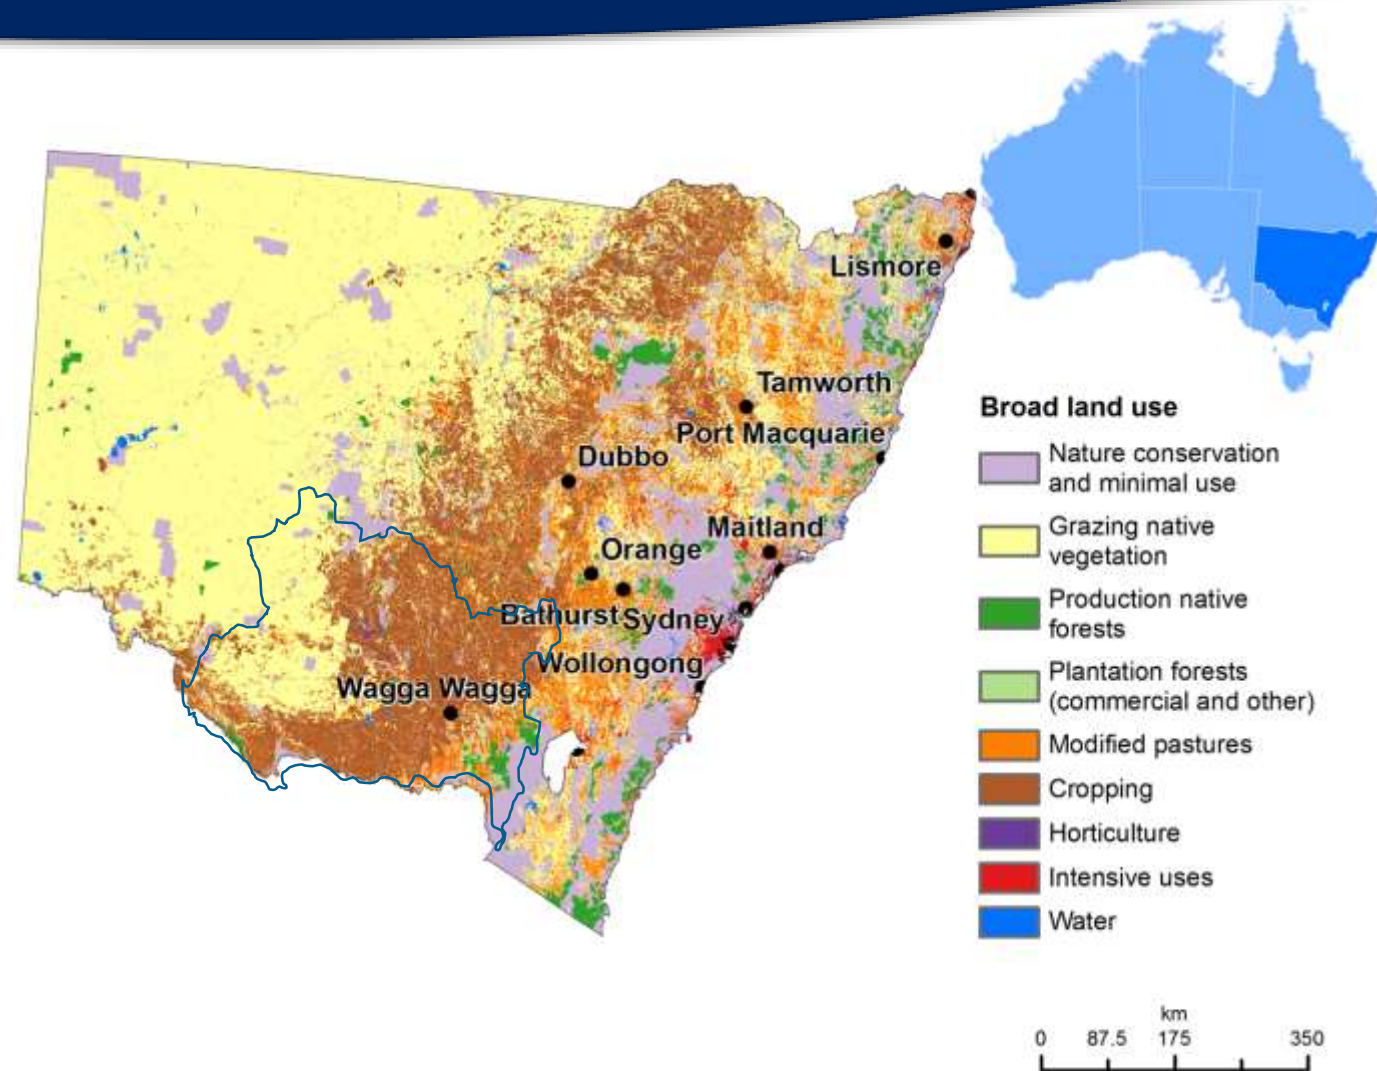 Lismore
Tamworth
Port Macquarie
Dubbo
Maitland
Orange
Bathurst
Sydney
Wollongong
Wagga Wagga
Broad land use
Nature conservation
and minimal use
Grazing native
vegetation
Production native
forests
Plantation forests
(commercial and other)
Modified pastures
Cropping
Horticulture
Intensive uses
Water
km
0 87.5 175 350